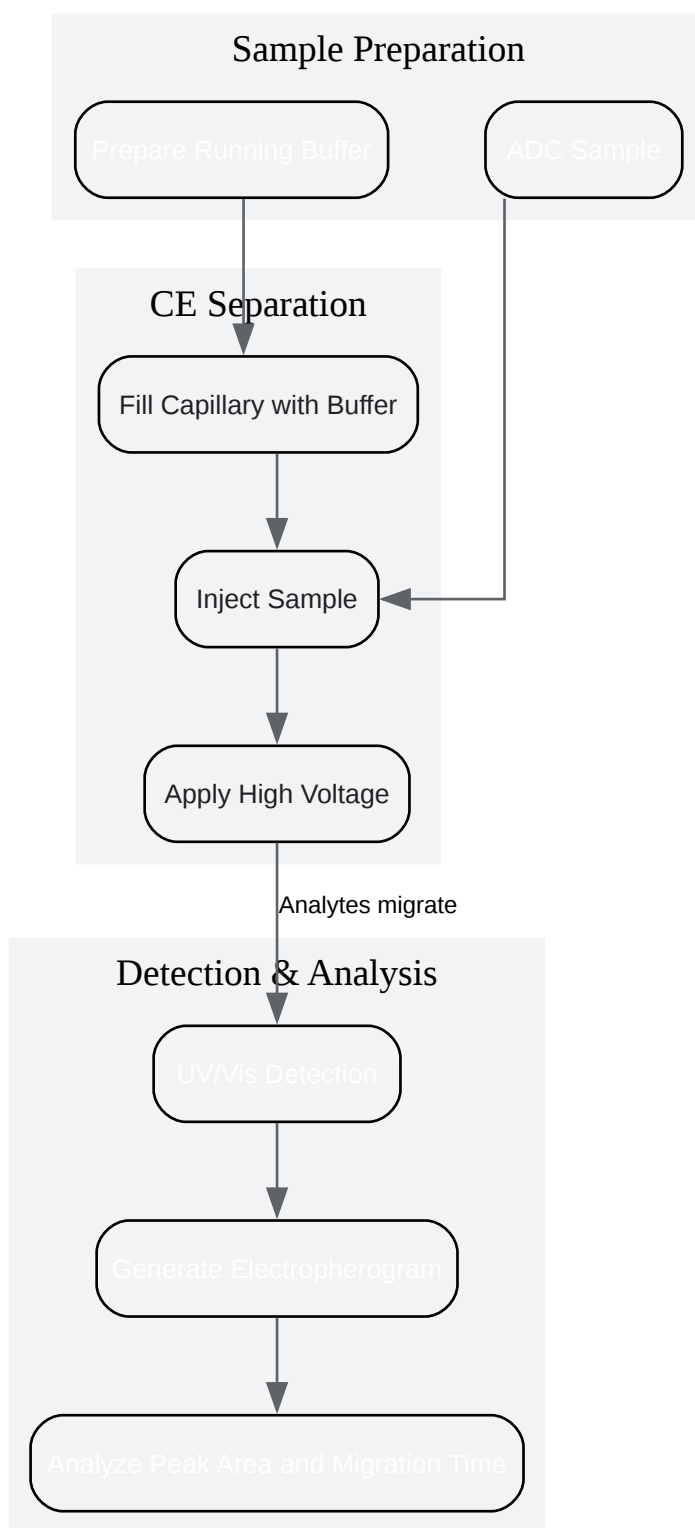 Sample Preparation
Prepare Running Buffer
ADC Sample
CE Separation
Fill Capillary with Buffer
Inject Sample
Apply High Voltage
Analytes migrate
Detection & Analysis
UV/Vis Detection
Generate Electropherogram
Analyze Peak Area and Migration Time